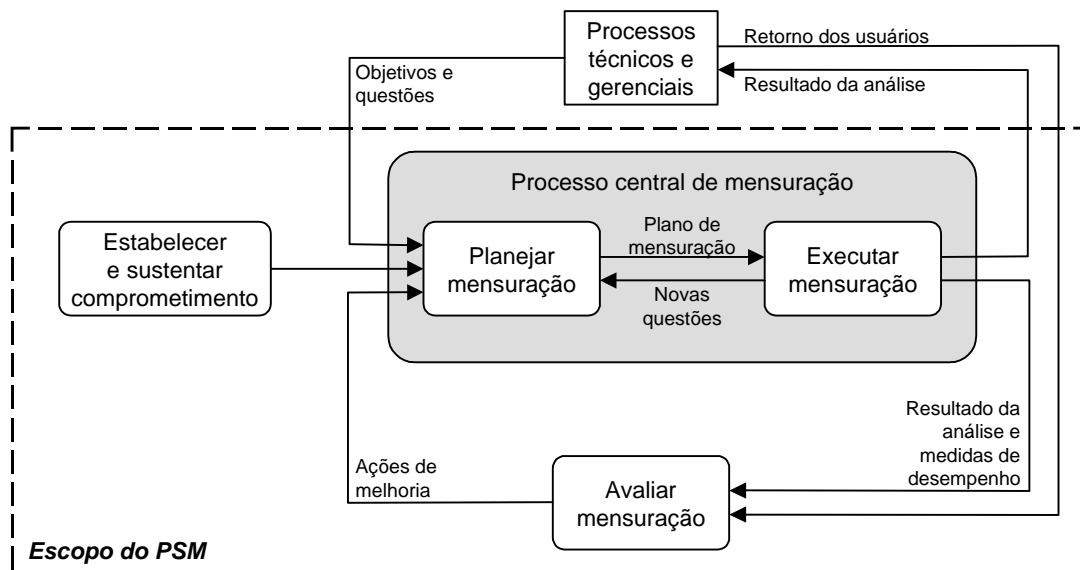 Processos
técnicos e
gerenciais
Retorno dos usuários
Resultado da análise
Objetivos e
questões
Processo central de mensuração
Estabelecer
e sustentar
comprometimento
Planejar
mensuração
Plano de
mensuração
Novas
questões
Executar
mensuração
Resultado da
análise e
medidas de
desempenho
Ações de
melhoria
Avaliar
mensuração
Escopo do PSM